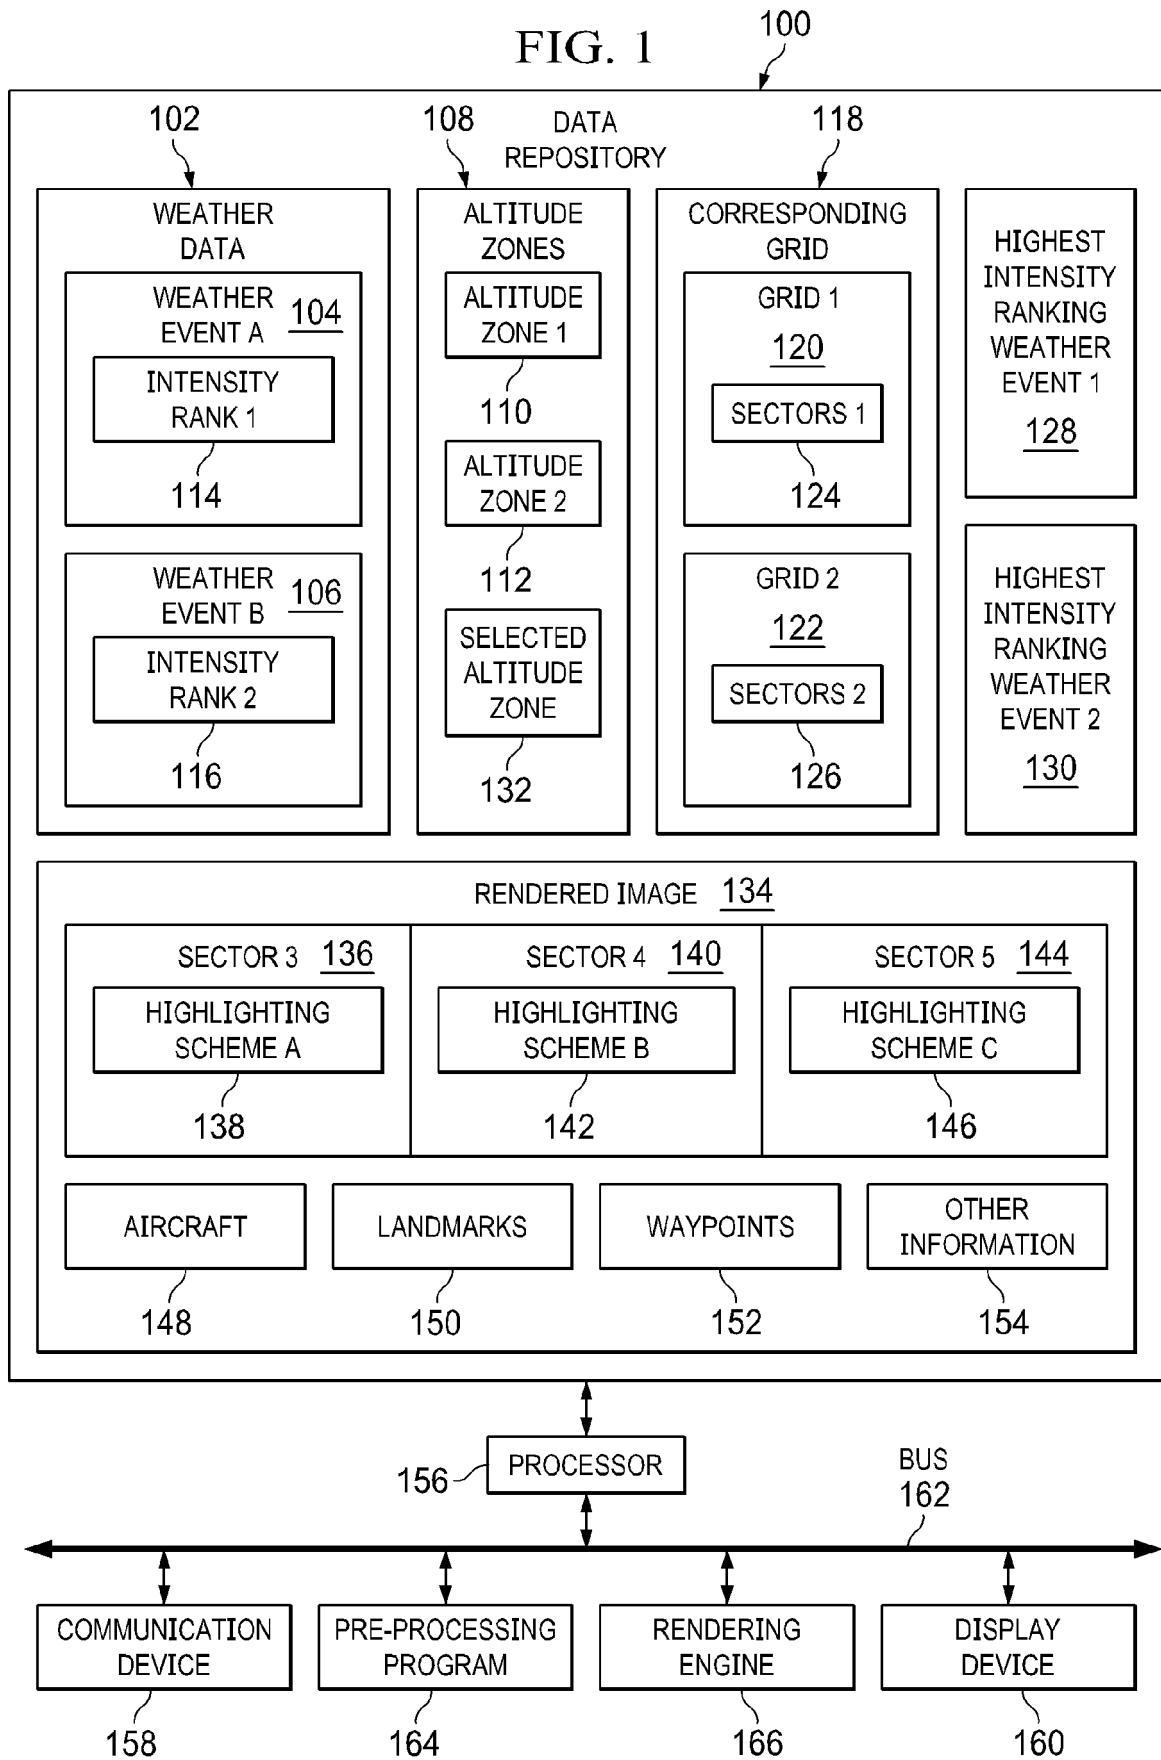 FIG. 1
100
102
108
DATA
REPOSITORY
118
WEATHER
DATA
WEATHER
EVENT A
104
INTENSITY
RANK 1
114
WEATHER
EVENT B
106
INTENSITY
RANK 2
116
ALTITUDE
ZONES
ALTITUDE
ZONE 1
110
ALTITUDE
ZONE 2
112
SELECTED
ALTITUDE
ZONE
132
CORRESPONDING
GRID
GRID 1
120
SECTORS 1
124
GRID 2
122
SECTORS 2
126
HIGHEST
INTENSITY
RANKING
WEATHER
EVENT 1
128
HIGHEST
INTENSITY
RANKING
WEATHER
EVENT 2
130
RENDERED IMAGE 134
SECTOR 3 136
HIGHLIGHTING
SCHEME A
138
SECTOR 4 140
HIGHLIGHTING
SCHEME B
142
SECTOR 5 144
HIGHLIGHTING
SCHEME C
146
AIRCRAFT
148
LANDMARKS
150
WAYPOINTS
152
OTHER
INFORMATION
154
156
PROCESSOR
BUS
162
COMMUNICATION
DEVICE
158
PRE-PROCESSING
PROGRAM
164
RENDERING
ENGINE
166
DISPLAY
DEVICE
160